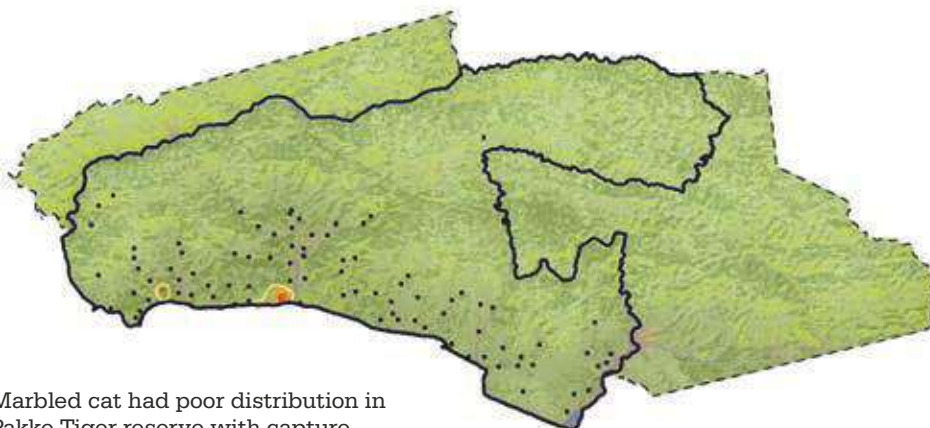 Marbled cat had poor distribution in
Pakke Tiger reserve with capture